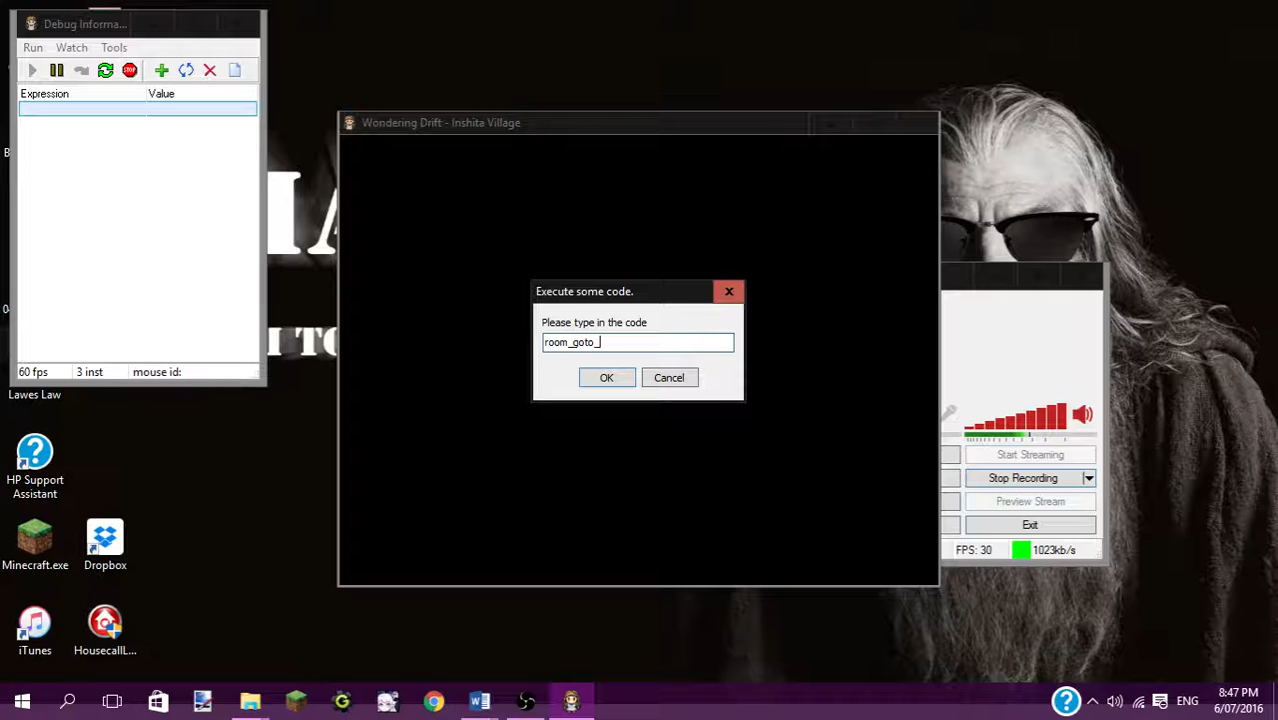 Debug Informa...
Run Watch Tools
Expression Value
60 fps 3 inst mouse id:
Wondering Drift - Inshita Village
Execute some code.
Please type in the code
room_goto_
OK Cancel
Lawes Law
HP Support
Assistant
Minecraft.exe Dropbox
iTunes HousecallL...
Start Streaming
Stop Recording
Preview Stream
Exit
FPS: 30 1023kb/s
ENG
8:47 PM
6/07/2016